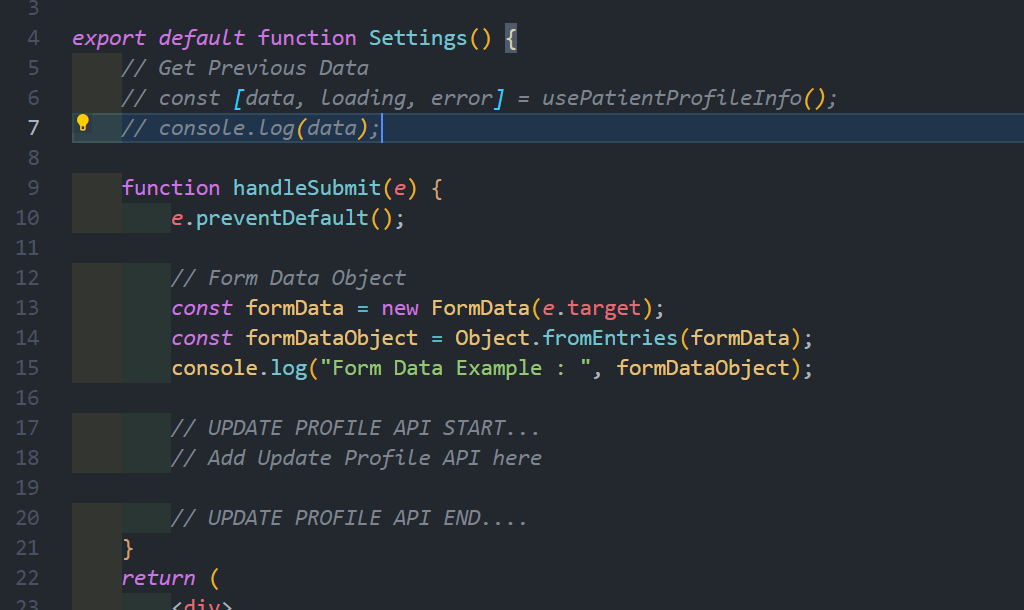 3
4 export default function Settings() {
5 // Get Previous Data
6 // const [data, loading, error] = usePatientProfileInfo();
7 // console.log(data);
8
9 function handleSubmit(e) {
10 e.preventDefault();
11
12 // Form Data Object
13 const formData = new FormData(e.target);
14 const formDataObject = Object.fromEntries(formData);
15 console.log("Form Data Example : ", formDataObject);
16
17 // UPDATE PROFILE API START...
18 // Add Update Profile API here
19
20 // UPDATE PROFILE API END....
21 }
22 return (
23 <div>